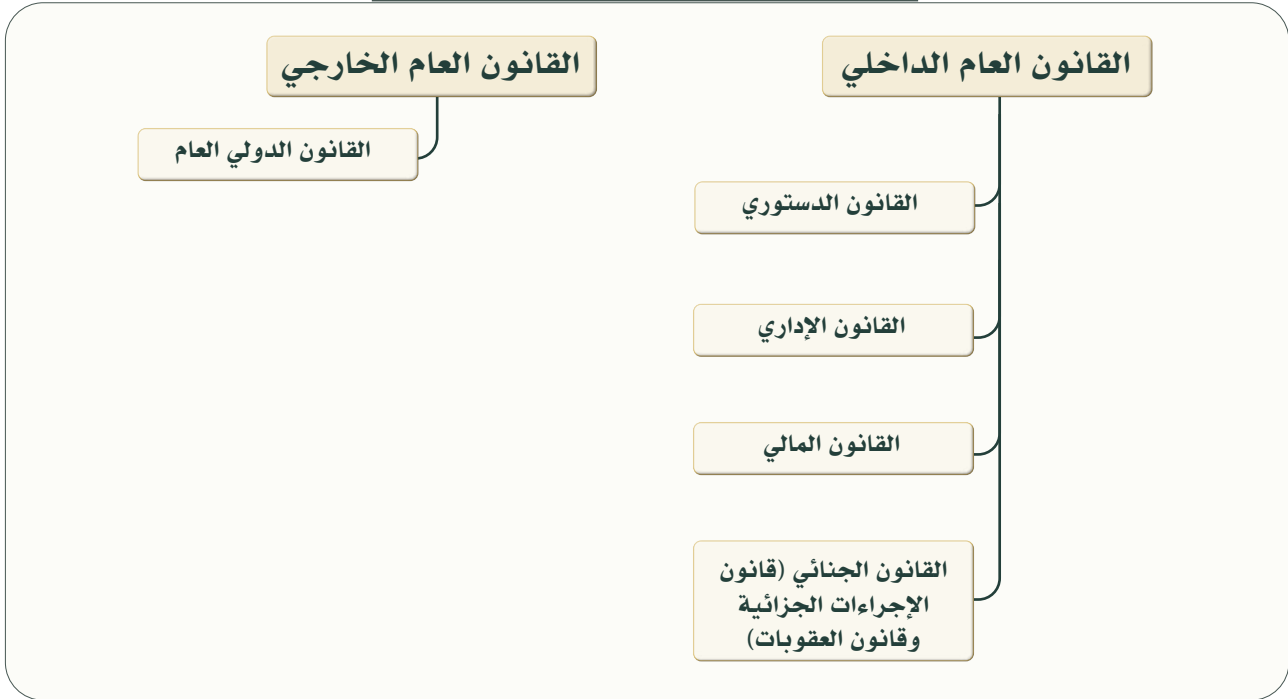 القانون العام الداخلي
القانون الدستوري
القانون الإداري
القانون المالي
القانون الجنائي (قانون
الإجراءات الجزائية
وقانون العقوبات)
القانون العام الخارجي
القانون الدولي العام